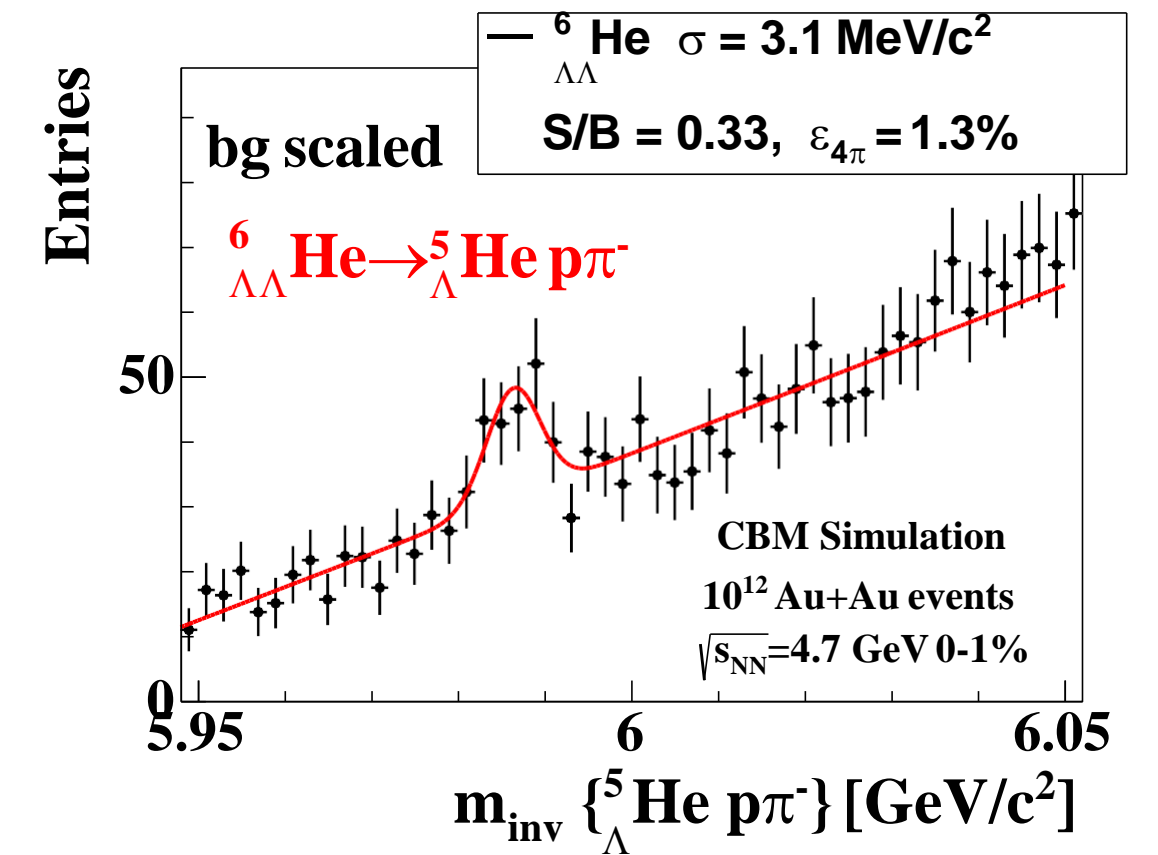 ⁶ΛΛHe σ = 3.1 MeV/c²
S/B = 0.33, ε4π = 1.3%
Entries
bg scaled
⁶ΛΛHe→⁵ΛHe pπ⁻
50
CBM Simulation
10¹² Au+Au events
√sNN=4.7 GeV 0-1%
0
5.95 6 6.05
minv {⁵ΛHe pπ⁻} [GeV/c²]